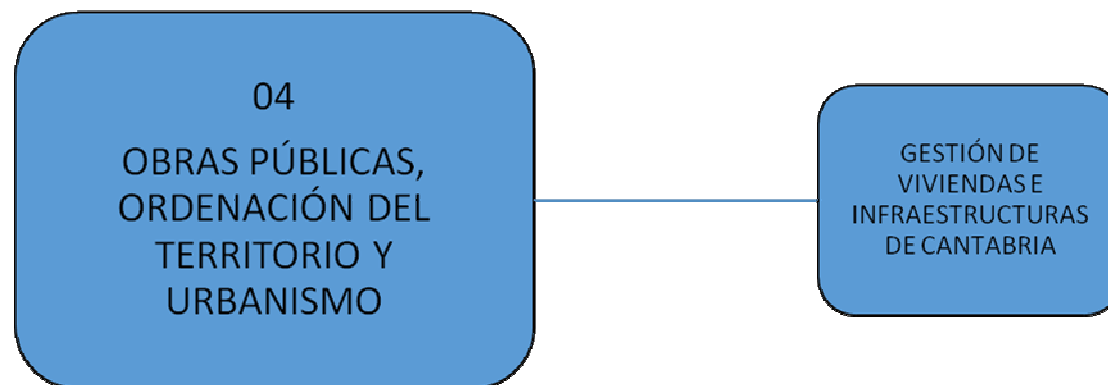 04
OBRAS PÚBLICAS,
ORDENACIÓN DEL
TERRITORIO Y
URBANISMO
GESTIÓN DE
VIVIENDAS E
INFRAESTRUCTURAS
DE CANTABRIA